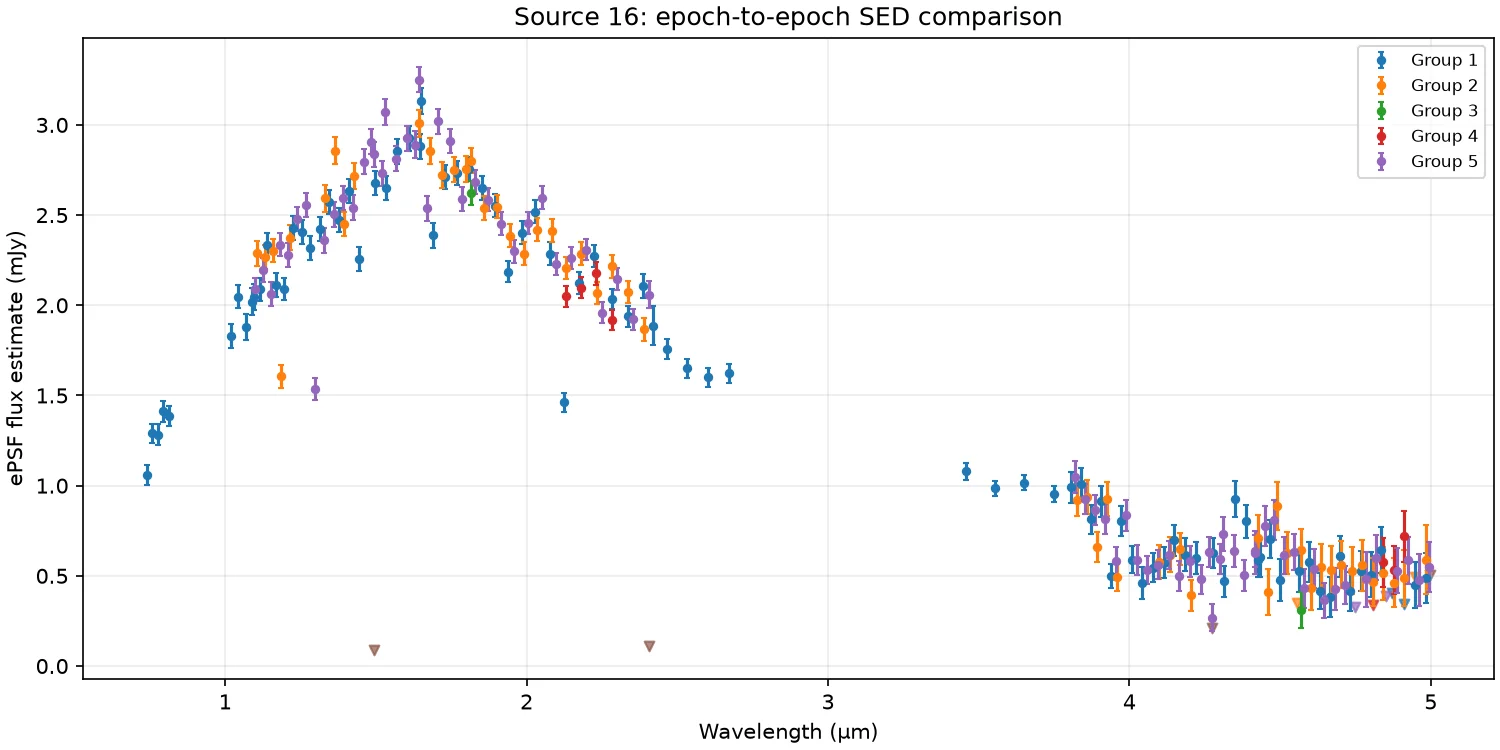 Source 16: epoch-to-epoch SED comparison
ePSF flux estimate (mJy)
3.0
2.5
2.0
1.5
1.0
0.5
0.0
Group 1
Group 2
Group 3
Group 4
Group 5
1 2 3 4 5
Wavelength (μm)